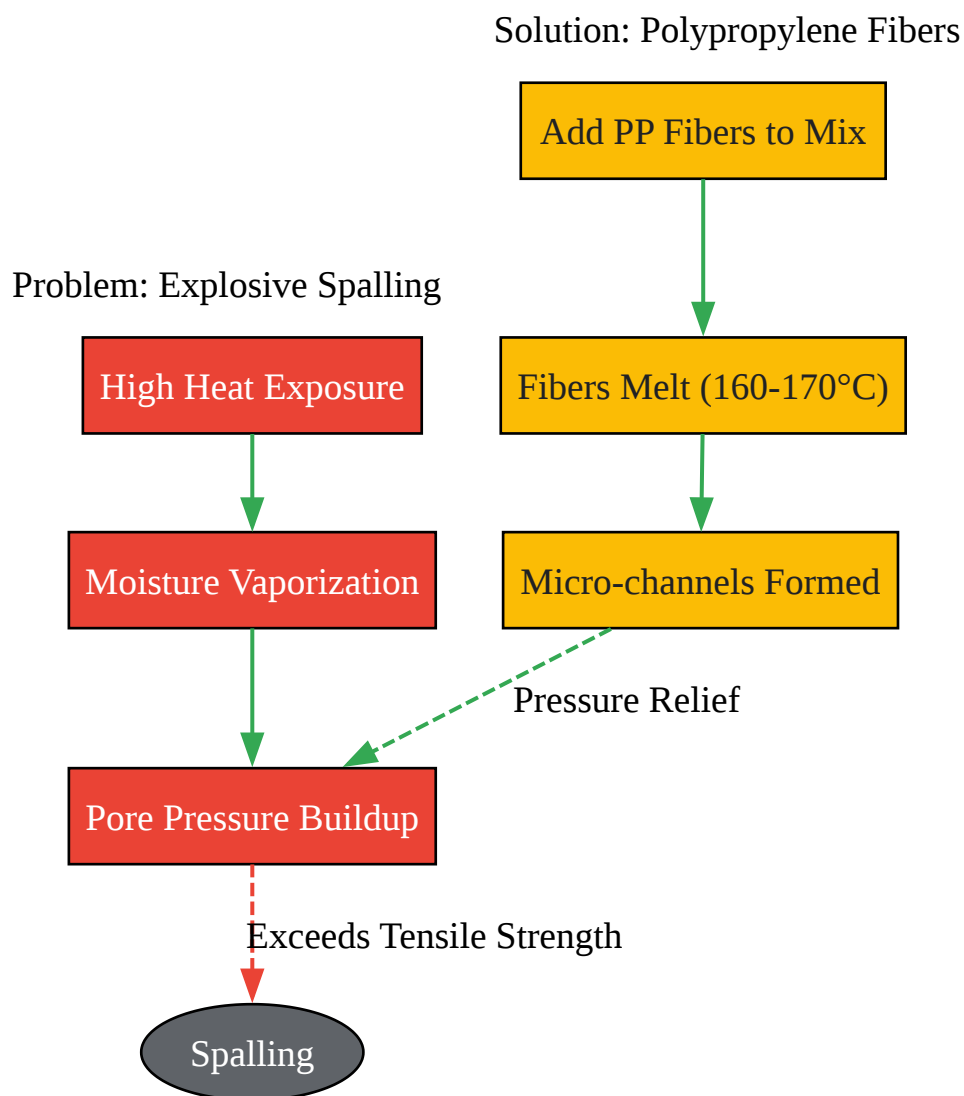 Solution: Polypropylene Fibers
Add PP Fibers to Mix
Problem: Explosive Spalling
High Heat Exposure
Fibers Melt (160-170°C)
Moisture Vaporization
Micro-channels Formed
Pressure Relief
Pore Pressure Buildup
Exceeds Tensile Strength
Spalling